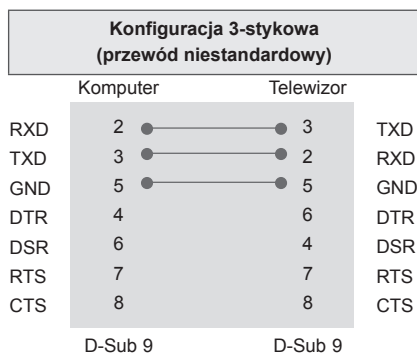 Konfiguracja 3-stykowa
(przewód niestandardowy)
Komputer Telewizor
RXD 2 3 TXD
TXD 3 2 RXD
GND 5 5 GND
DTR 4 6 DTR
DSR 6 4 DSR
RTS 7 7 RTS
CTS 8 8 CTS
D-Sub 9 D-Sub 9